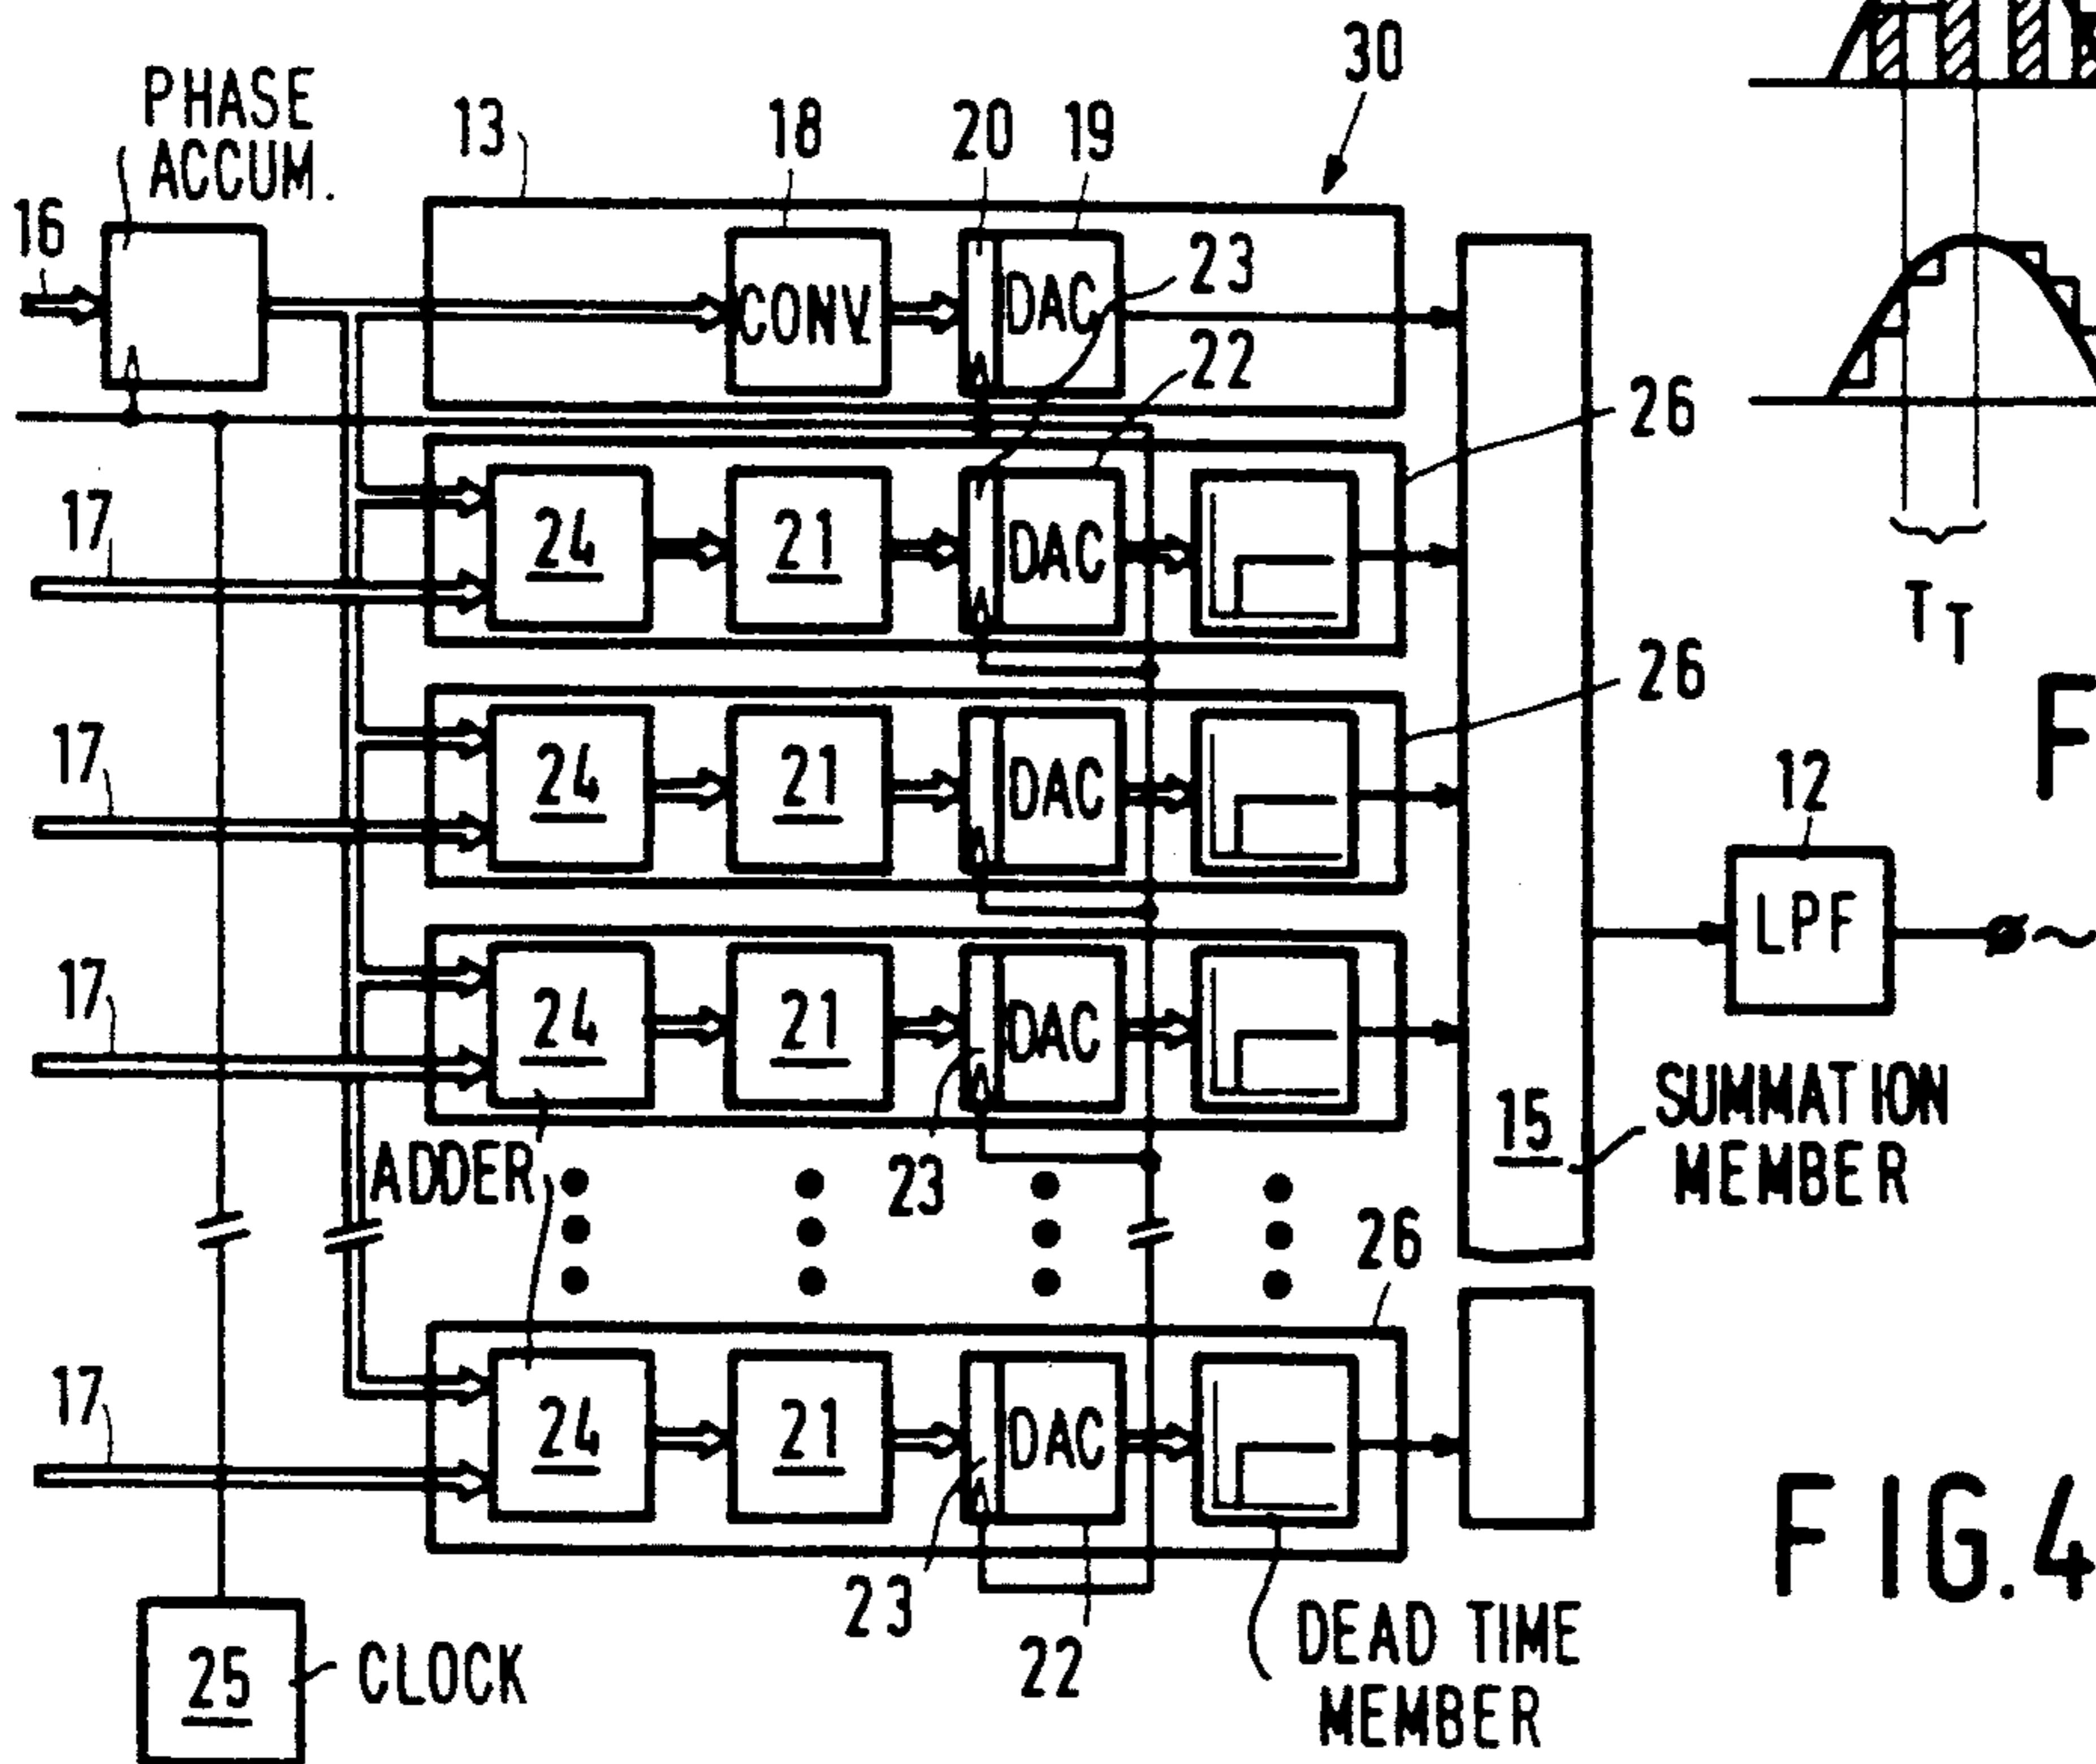 30
PHASE
ACCUM.
13
18
20
19
16
CONV.
DAC
23
22
26
17
24
21
DAC
T T
26
17
24
21
DAC
F
12
LPF
17
24
21
DAC
ADDER
23
15
SUMMATION
MEMBER
26
17
24
21
DAC
FIG.4
23
22
DEAD TIME
MEMBER
25
CLOCK